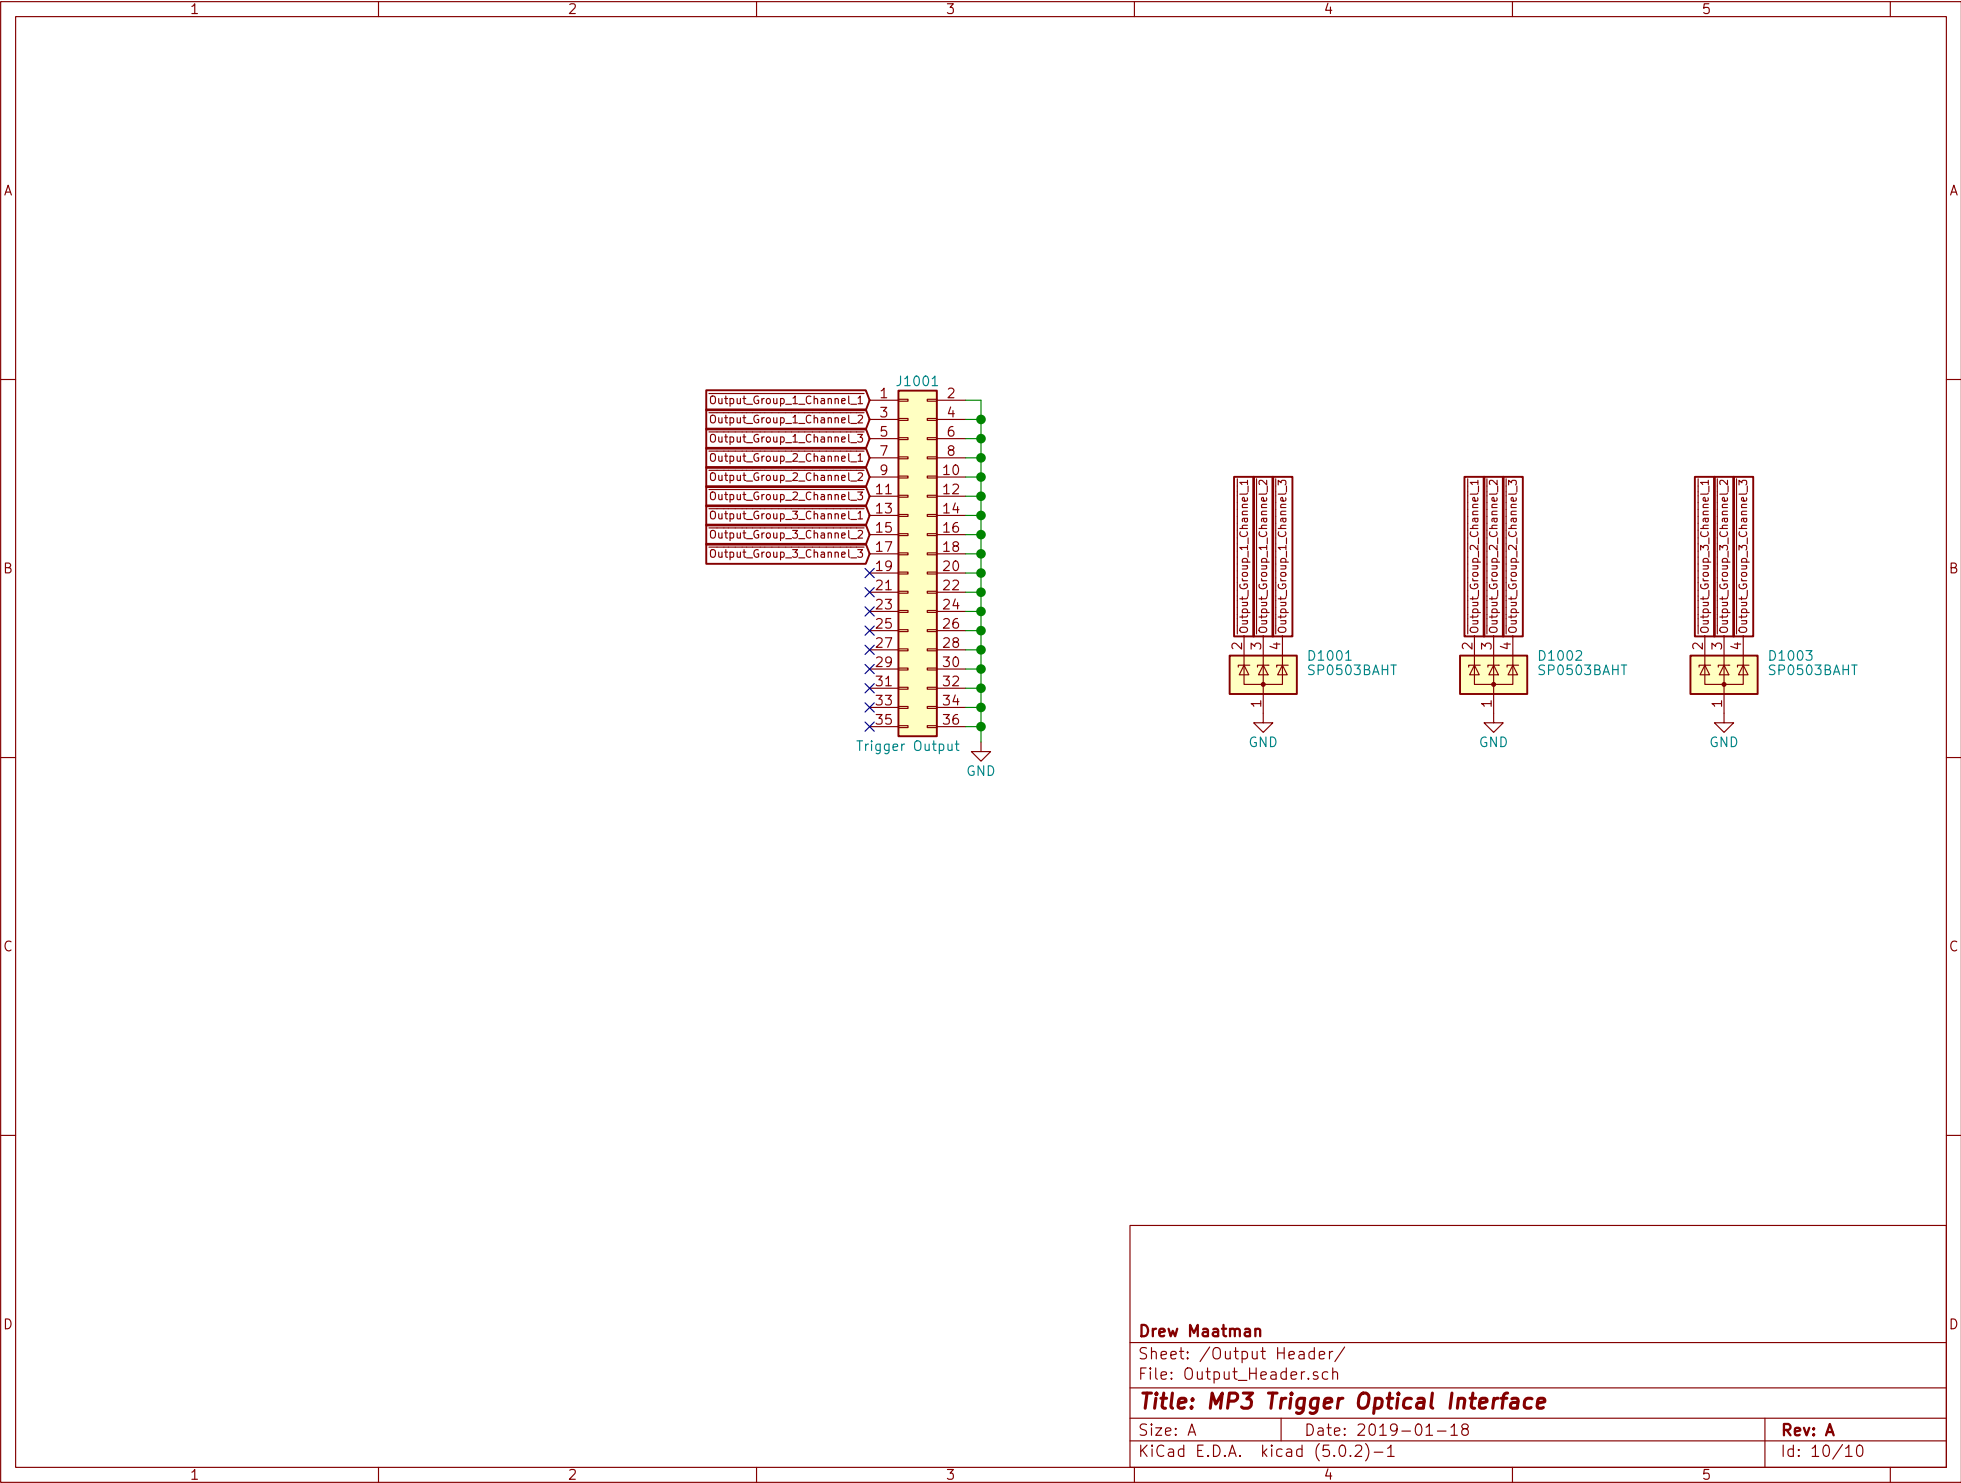 1 2 3 4 5
A A
J1001
Output_Group_1_Channel_1 1 2
Output_Group_1_Channel_2 3 4
Output_Group_1_Channel_3 5 6
Output_Group_2_Channel_1 7 8
Output_Group_2_Channel_2 9 10
Output_Group_2_Channel_3 11 12
Output_Group_3_Channel_1 13 14
Output_Group_3_Channel_2 15 16
Output_Group_3_Channel_3 17 18
19 20
21 22
23 24
25 26
27 28
29 30
31 32
33 34
35 36
Trigger Output
GND
B B
Output_Group_1_Channel_1
Output_Group_1_Channel_2
Output_Group_1_Channel_3
2 3 4
D1001
SP0503BAHT
1
GND
Output_Group_2_Channel_1
Output_Group_2_Channel_2
Output_Group_2_Channel_3
2 3 4
D1002
SP0503BAHT
1
GND
Output_Group_3_Channel_1
Output_Group_3_Channel_2
Output_Group_3_Channel_3
2 3 4
D1003
SP0503BAHT
1
GND
C C
D D
Drew Maatman
Sheet: /Output Header/
File: Output_Header.sch
Title: MP3 Trigger Optical Interface
Size: A Date: 2019-01-18 Rev: A
KiCad E.D.A. kicad (5.0.2)-1 Id: 10/10
1 2 3 4 5